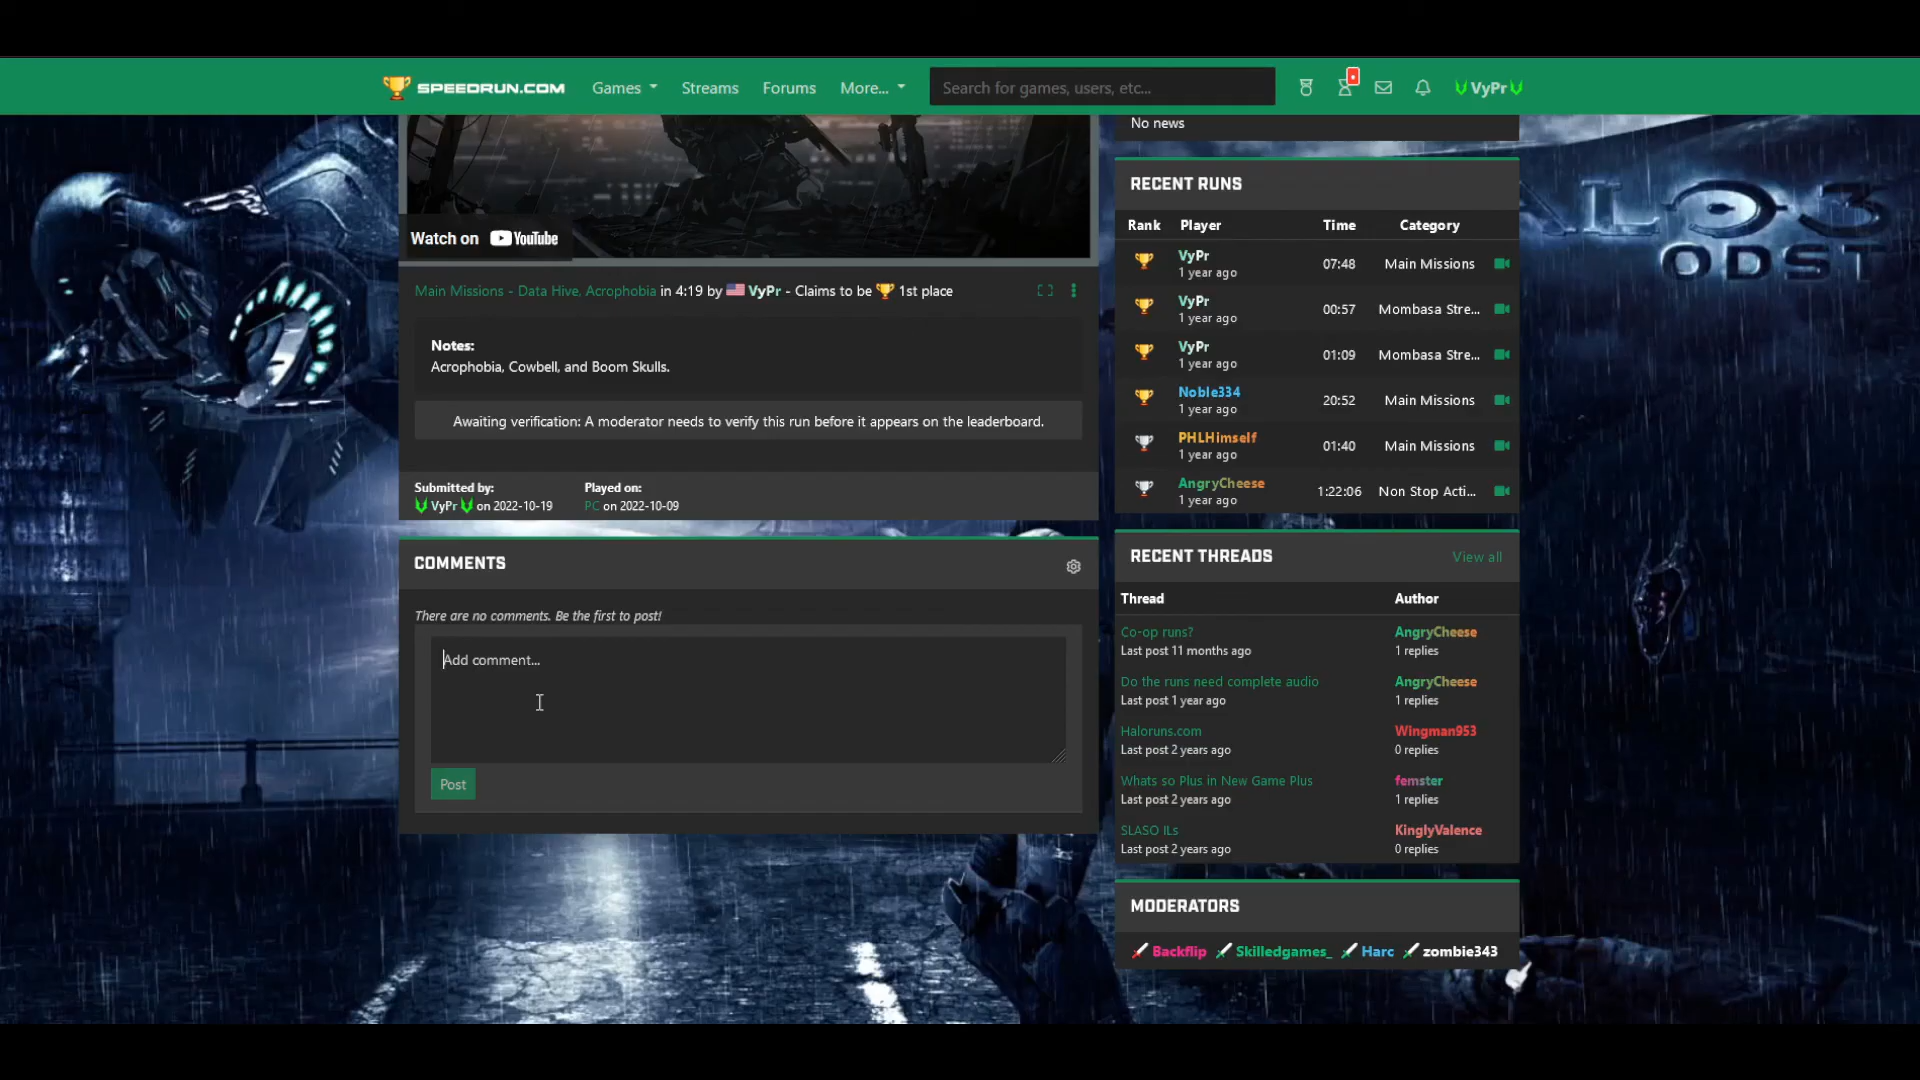 SPEEDRUN.COM Games Streams Forums More... Search for games, users, etc... VyPr
Watch on YouTube
Main Missions - Data Hive, Acrophobia in 4:19 by VyPr - Claims to be 1st place
Notes:
Acrophobia, Cowbell, and Boom Skulls.
Awaiting verification: A moderator needs to verify this run before it appears on the leaderboard.
Submitted by:
VyPr on 2022-10-19
Played on:
PC on 2022-10-09
COMMENTS
There are no comments. Be the first to post!
Add comment...
Post
No news
RECENT RUNS
Rank Player Time Category
VyPr 07:48 Main Missions
1 year ago
VyPr 00:57 Mombasa Stre...
1 year ago
VyPr 01:09 Mombasa Stre...
1 year ago
Noble334 20:52 Main Missions
1 year ago
PHLHimself 01:40 Main Missions
1 year ago
AngryCheese 1:22:06 Non Stop Acti...
1 year ago
RECENT THREADS View all
Thread Author
Co-op runs? AngryCheese
Last post 11 months ago 1 replies
Do the runs need complete audio AngryCheese
Last post 1 year ago 1 replies
Haloruns.com Wingman953
Last post 2 years ago 0 replies
Whats so Plus in New Game Plus femster
Last post 2 years ago 1 replies
SLASO ILs KinglyValence
Last post 2 years ago 0 replies
MODERATORS
Backflip Skilledgames_ Harc zombie343
ALO 3
ODST